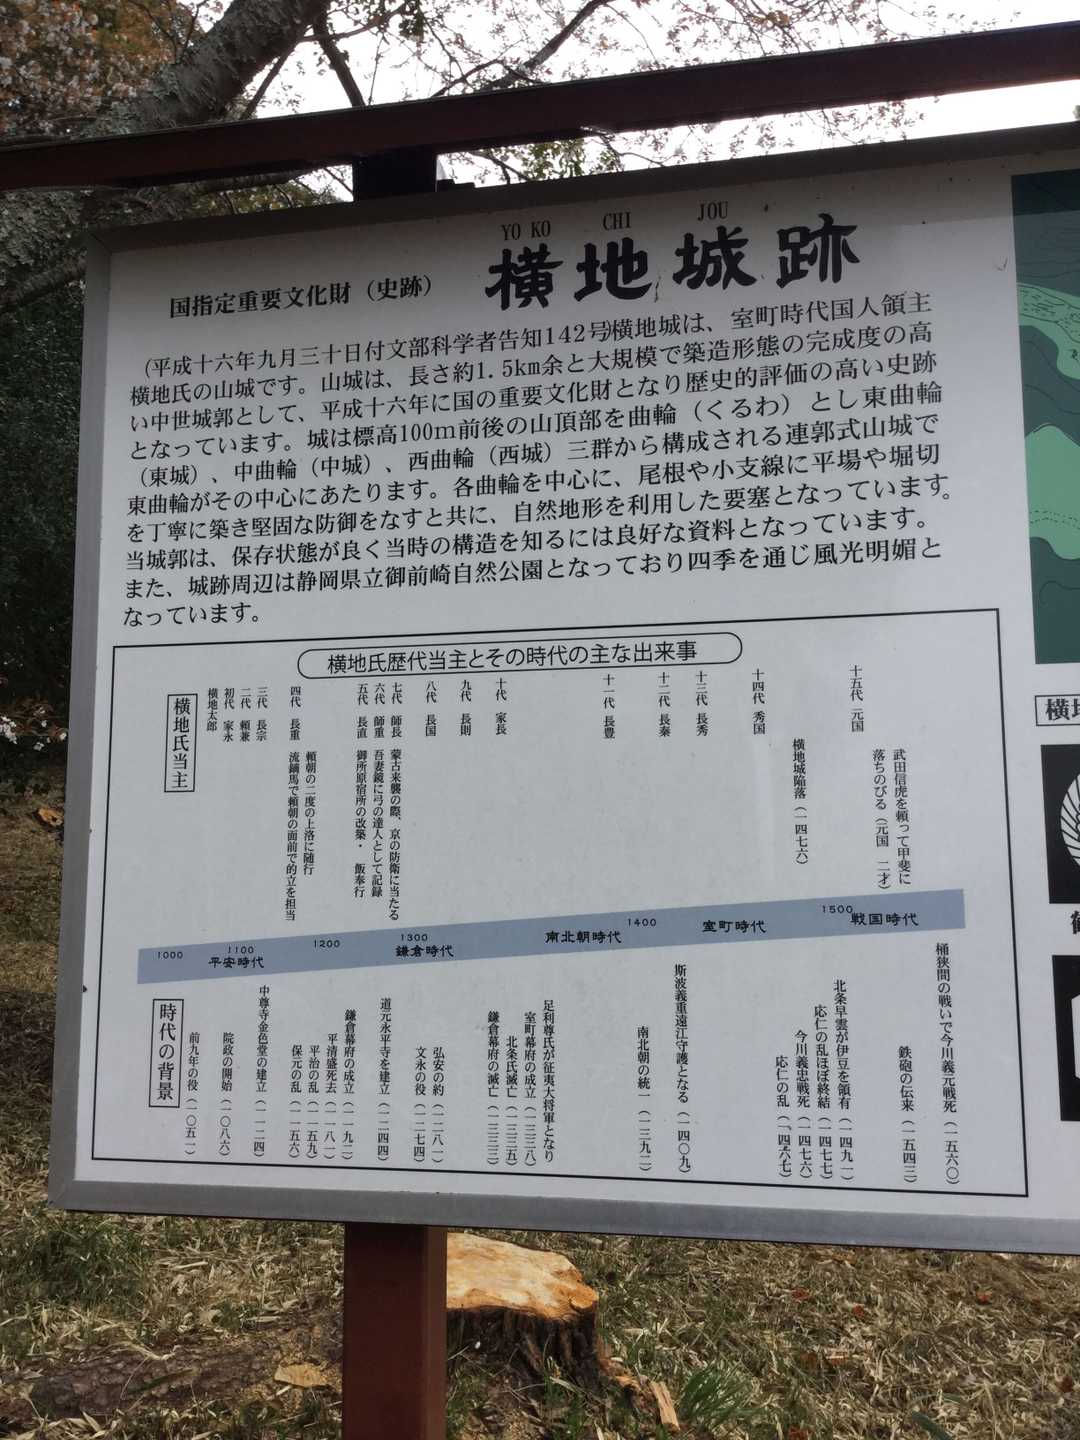 YO KO CHI JOU
国指定重要文化財（史跡） 横地城跡
（平成十六年九月三十日付文部科学者告知142号横地城は、室町時代国人領主
横地氏の山城です。山城は、長さ約1.5km余と大規模で築造形態の完成度の高
い中世城郭として、平成十六年に国の重要文化財となり歴史的評価の高い史跡
となっています。城は標高100m前後の山頂部を曲輪（くるわ）とし東曲輪
（東城）、中曲輪（中城）、西曲輪（西城）三群から構成される連郭式山城で
東曲輪がその中心にあたります。各曲輪を中心に、尾根や小支線に平場や堀切
を丁寧に築き堅固な防御をなすと共に、自然地形を利用した要塞となっています。
当城郭は、保存状態が良く当時の構造を知るには良好な資料となっています。
また、城跡周辺は静岡県立御前崎自然公園となっており四季を通じ風光明媚と
なっています。
横地氏歴代当主とその時代の主な出来事
横地氏当主
横地太郎
初代 家永
二代 頼兼
三代 長宗
四代 長重
流鏑馬で頼朝の面前で的立を担当
頼朝の二度の上洛に随行
五代 長直 御所原宿所の改築・飯奉行
六代 師重 吾妻鏡に弓の達人として記録
七代 師長 蒙古来襲の際、京の防衛に当たる
八代 長国
九代 長則
十代 家長
十一代 長豊
十二代 長泰
十三代 長秀
十四代 秀国
横地城陥落（一四七六）
十五代 元国
武田信虎を頼って甲斐に
落ちのびる（元国 二才）
1000 1100 1200 1300 1400 1500
平安時代 鎌倉時代 南北朝時代 室町時代 戦国時代
時代の背景
前九年の役（一〇五一）
院政の開始（一〇八六）
中尊寺金色堂の建立（一一二四）
保元の乱（一一五六）
平治の乱（一一五九）
平清盛死去（一一八一）
鎌倉幕府の成立（一一九二）
道元永平寺を建立（一二四四）
文永の役（一二七四）
弘安の約（一二八一）
鎌倉幕府の滅亡（一三三三）
北条氏滅亡（一三三五）
足利尊氏が征夷大将軍となり
室町幕府の成立（一三三八）
南北朝の統一（一三九二）
斯波義重遠江守護となる（一四〇九）
応仁の乱（一四六七）
今川義忠戦死（一四七六）
応仁の乱ほぼ終結（一四七七）
北条早雲が伊豆を領有（一四九一）
鉄砲の伝来（一五四三）
桶狭間の戦いで今川義元戦死（一五六〇）
横